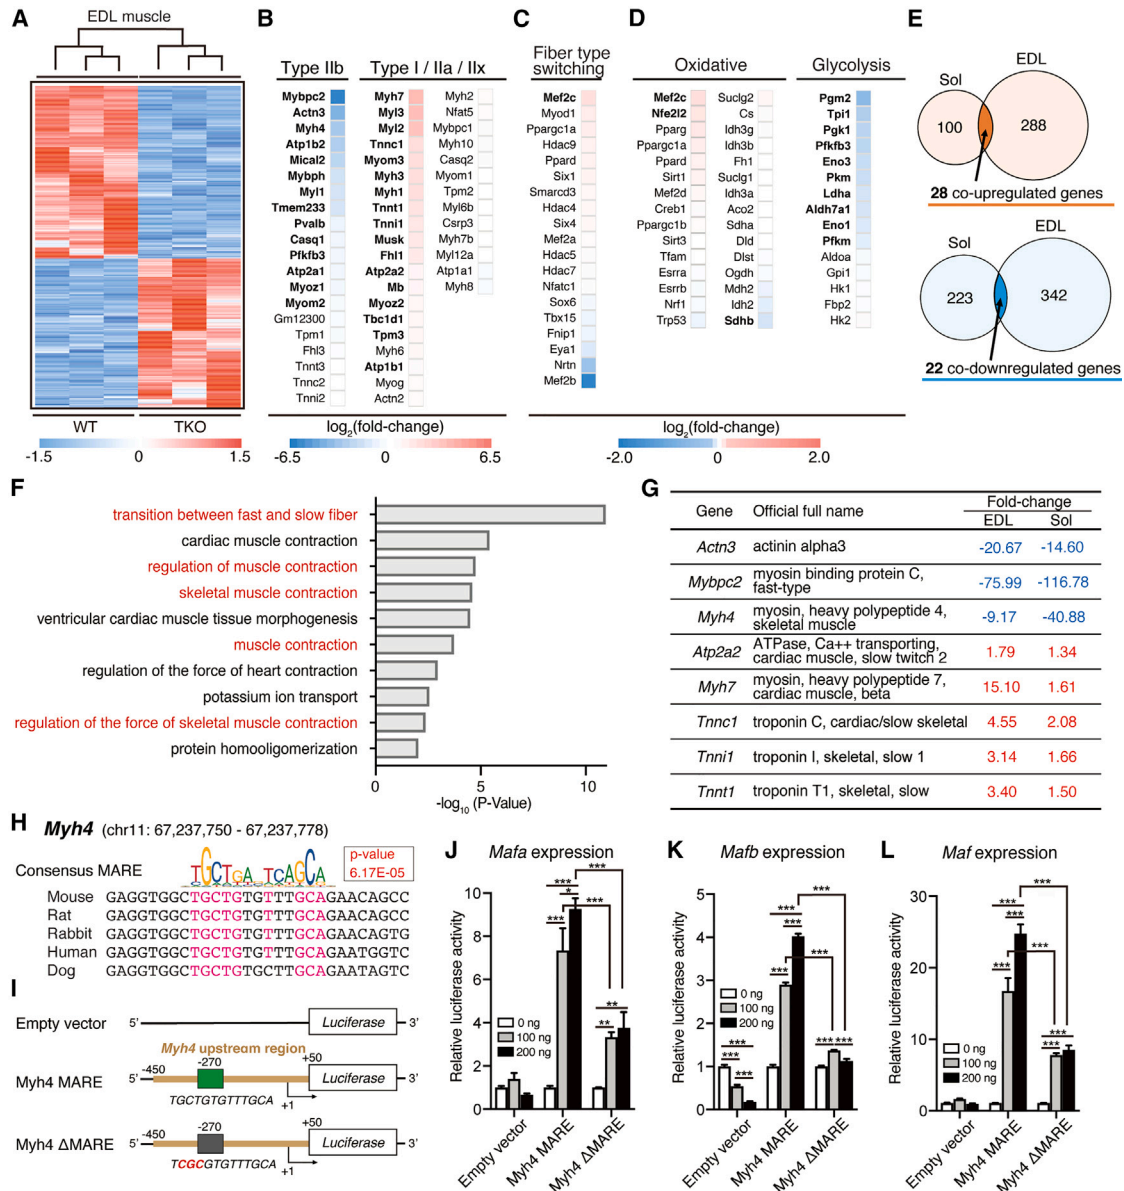 A
EDL muscle
WT
TKO
-1.5
0
1.5
B
Type IIb
Mybpc2
Actn3
Myh4
Atp1b2
Mical2
Mybph
Myl1
Tmem233
Pvalb
Casq1
Pfkfb3
Atp2a1
Myoz1
Myom2
Gm12300
Tpm1
Fhl3
Tnnt3
Tnnc2
Tnni2
Type I / IIa / IIx
Myh7
Myl3
Myl2
Tnnc1
Myom3
Myh3
Myh1
Tnnt1
Tnni1
Musk
Fhl1
Atp2a2
Mb
Myoz2
Tbc1d1
Tpm3
Myh6
Atp1b1
Myog
Actn2
Myh2
Nfat5
Mybpc1
Myh10
Casq2
Myom1
Tpm2
Myl6b
Csrp3
Myh7b
Myl12a
Atp1a1
Myh8
log2(fold-change)
-6.5
0
6.5
C
Fiber type
switching
Mef2c
Myod1
Ppargc1a
Hdac9
Ppard
Six1
Smarcd3
Hdac4
Six4
Mef2a
Hdac5
Hdac7
Nfatc1
Sox6
Tbx15
Fnip1
Eya1
Nrtn
Mef2b
D
Oxidative
Mef2c
Nfe2l2
Pparg
Ppargc1a
Ppard
Sirt1
Mef2d
Creb1
Ppargc1b
Sirt3
Tfam
Esrra
Esrrb
Nrf1
Trp53
Suclg2
Cs
Idh3g
Idh3b
Fh1
Suclg1
Idh3a
Aco2
Sdha
Dld
Dlst
Ogdh
Mdh2
Idh2
Sdhb
Glycolysis
Pgm2
Tpi1
Pgk1
Pfkfb3
Eno3
Pkm
Ldha
Aldh7a1
Eno1
Pfkm
Aldoa
Gpi1
Hk1
Fbp2
Hk2
log2(fold-change)
-2.0
0
2.0
E
Sol
EDL
100
288
28 co-upregulated genes
Sol
EDL
223
342
22 co-downregulated genes
F
transition between fast and slow fiber
cardiac muscle contraction
regulation of muscle contraction
skeletal muscle contraction
ventricular cardiac muscle tissue morphogenesis
muscle contraction
regulation of the force of heart contraction
potassium ion transport
regulation of the force of skeletal muscle contraction
protein homooligomerization
0 5 10
-log10 (P-Value)
G
Fold-change
Gene Official full name EDL Sol
Actn3 actinin alpha3 -20.67 -14.60
Mybpc2 myosin binding protein C, fast-type -75.99 -116.78
Myh4 myosin, heavy polypeptide 4, skeletal muscle -9.17 -40.88
Atp2a2 ATPase, Ca++ transporting, cardiac muscle, slow twitch 2 1.79 1.34
Myh7 myosin, heavy polypeptide 7, cardiac muscle, beta 15.10 1.61
Tnnc1 troponin C, cardiac/slow skeletal 4.55 2.08
Tnni1 troponin I, skeletal, slow 1 3.14 1.66
Tnnt1 troponin T1, skeletal, slow 3.40 1.50
H
Myh4 (chr11: 67,237,750 - 67,237,778)
Consensus MARE TGCTGA TCAGCA
p-value
6.17E-05
Mouse GAGGTGGCTGCTGTGTTTGCAGAACAGCC
Rat GAGGTGGCTGCTGTGTTTGCAGAACAGCC
Rabbit GAGGTGGCTGCTGTGTTTGCAGAACAGTG
Human GAGGTGGCTGCTGTGTTTGCAGAATGGTC
Dog GAGGTGGCTGCTGTGCTTGCAGAATAGTC
I
Empty vector 5' Luciferase 3'
Myh4 upstream region
-450 -270 +50
Myh4 MARE 5' Luciferase 3'
TGCTGTGTTTGCA +1
-450 -270 +50
Myh4 ΔMARE 5' Luciferase 3'
TCGCGTGTTTGCA +1
J
Mafa expression
Relative luciferase activity
10
8
6
4
2
0
0 ng
100 ng
200 ng
***
*
***
***
***
**
**
Empty vector
Myh4 MARE
Myh4 ΔMARE
K
Mafb expression
Relative luciferase activity
5
4
3
2
1
0
0 ng
100 ng
200 ng
***
***
***
***
***
***
***
***
*** ***
Empty vector
Myh4 MARE
Myh4 ΔMARE
L
Maf expression
Relative luciferase activity
30
20
10
0
0 ng
100 ng
200 ng
***
***
***
***
***
***
***
Empty vector
Myh4 MARE
Myh4 ΔMARE